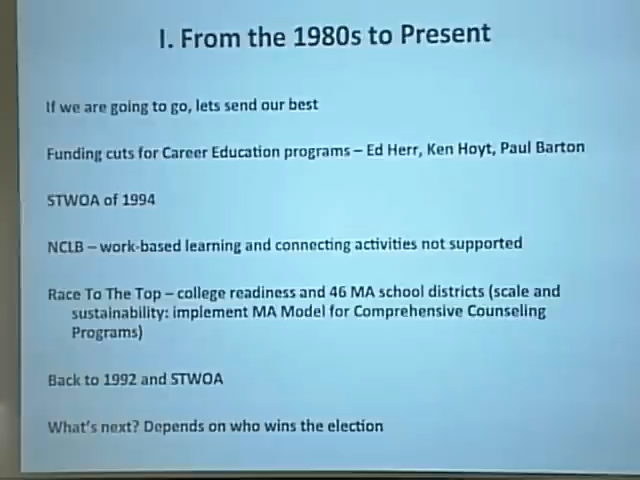 I. From the 1980s to Present
If we are going to go, lets send our best
Funding cuts for Career Education programs – Ed Herr, Ken Hoyt, Paul Barton
STWOA of 1994
NCLB – work-based learning and connecting activities not supported
Race To The Top – college readiness and 46 MA school districts (scale and
sustainability: implement MA Model for Comprehensive Counseling
Programs)
Back to 1992 and STWOA
What's next? Depends on who wins the election